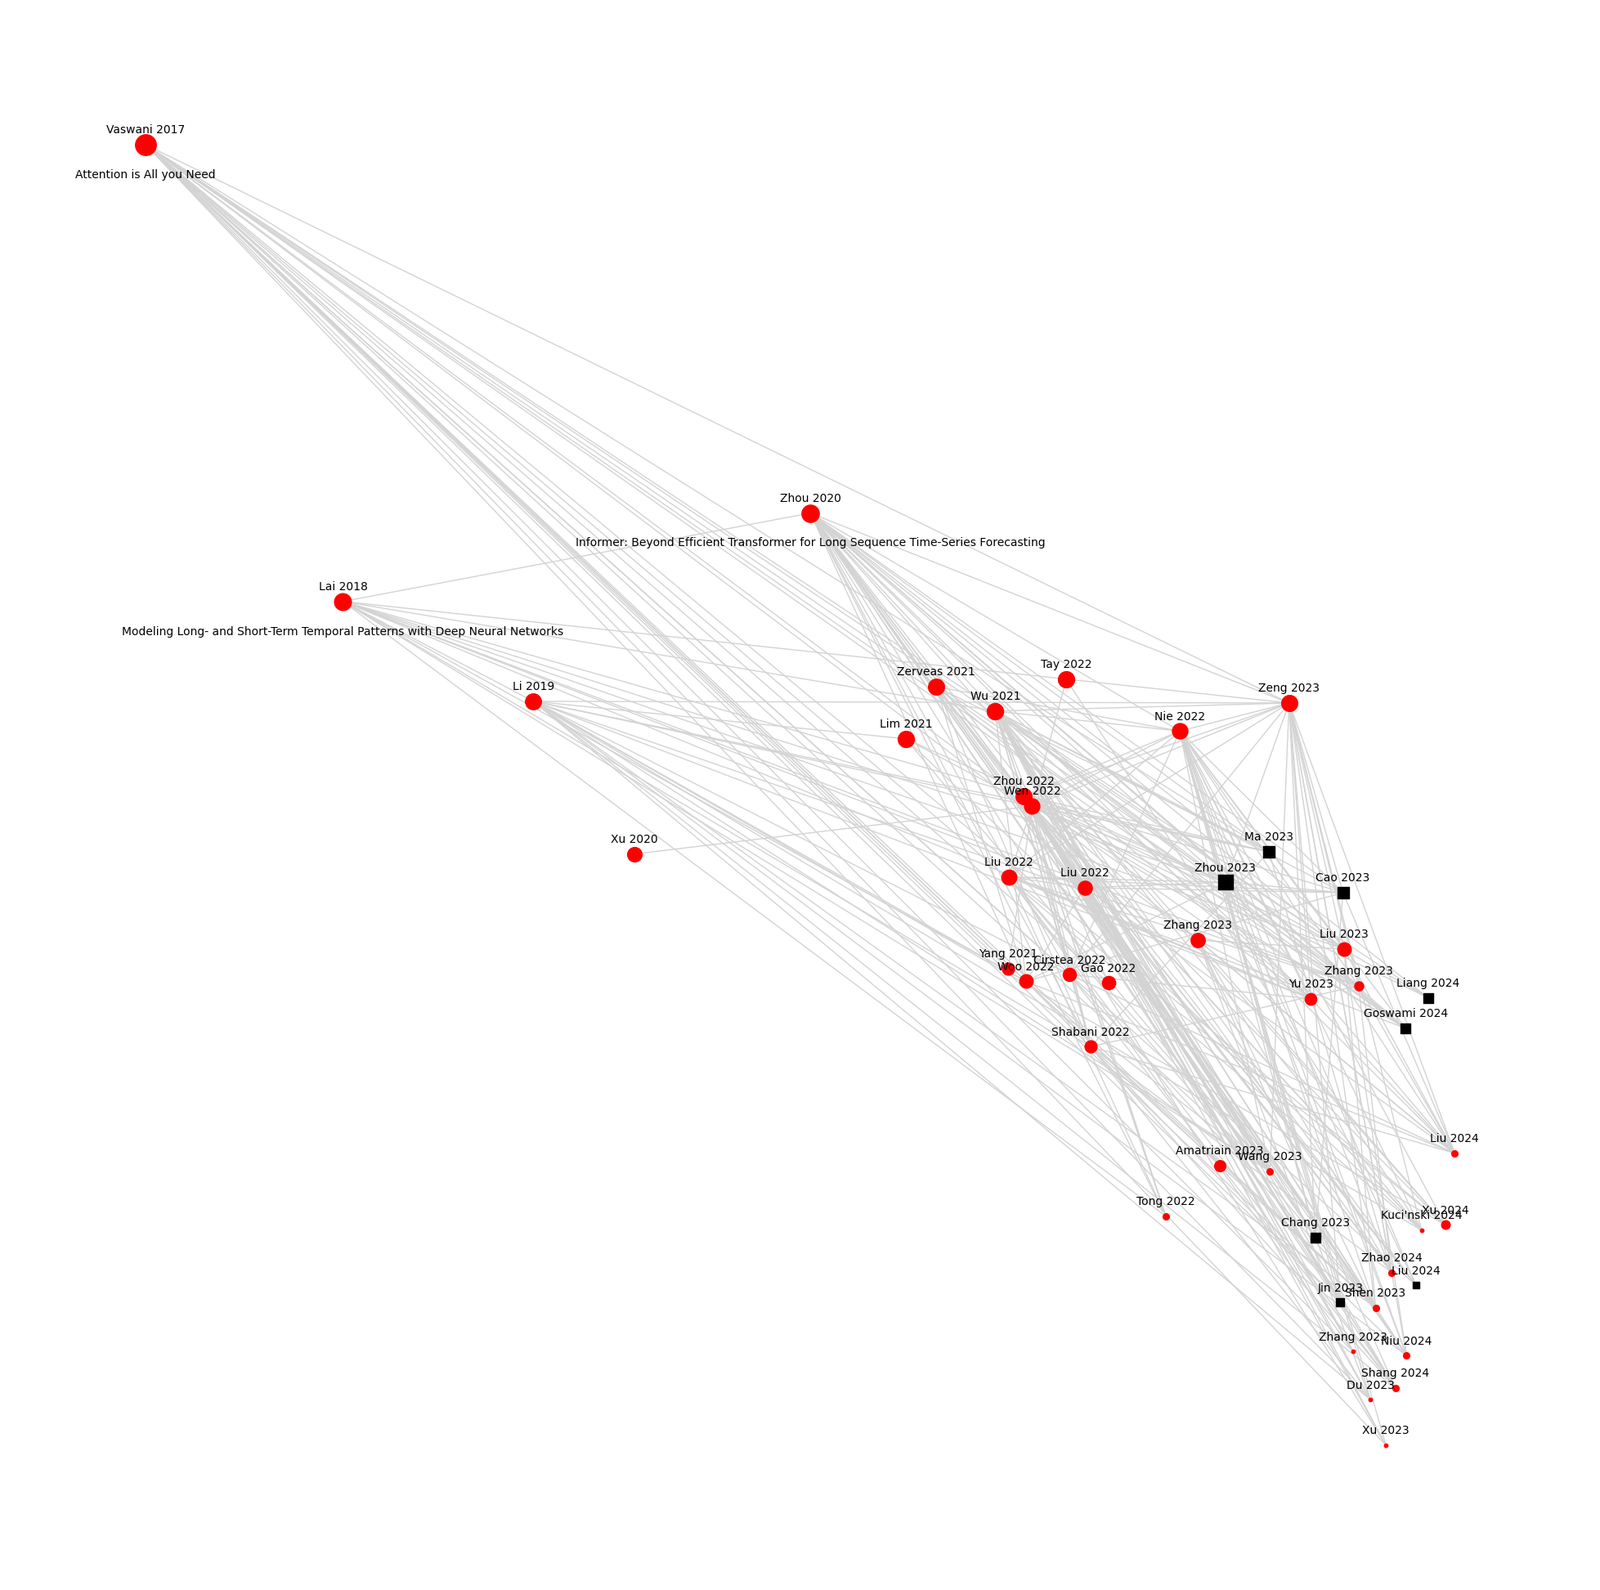 Vaswani 2017
Attention is All you Need
Zhou 2020
Informer: Beyond Efficient Transformer for Long Sequence Time-Series Forecasting
Lai 2018
Modeling Long- and Short-Term Temporal Patterns with Deep Neural Networks
Tay 2022
Zerveas 2021
Li 2019
Zeng 2023
Wu 2021
Nie 2022
Lim 2021
Zhou 2022
Wen 2022
Xu 2020
Ma 2023
Liu 2022
Zhou 2023
Liu 2022
Cao 2023
Zhang 2023
Liu 2023
Yang 2021
Cirstea 2022
Woo 2022
Gao 2022
Zhang 2023
Yu 2023
Liang 2024
Goswami 2024
Shabani 2022
Liu 2024
Amatriain 2023
Wang 2023
Tong 2022
Xu 2024
Kuci'nski 2024
Chang 2023
Zhao 2024
Liu 2024
Jin 2023
Shen 2023
Zhang 2023
Niu 2024
Shang 2024
Du 2023
Xu 2023